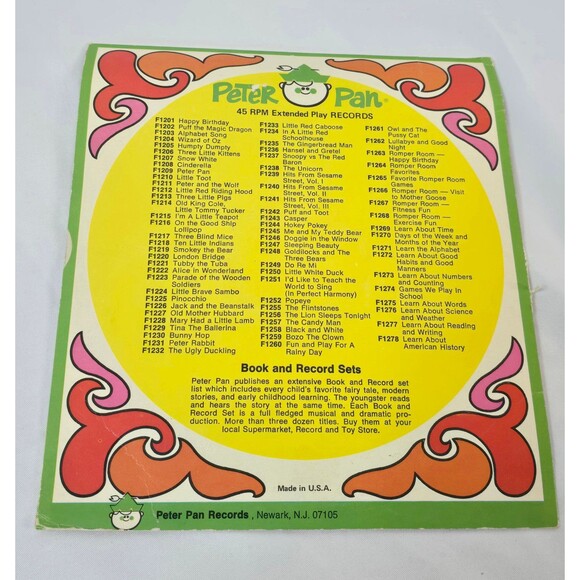 Peter Pan®
45 RPM Extended Play RECORDS
F1201 Happy Birthday
F1202 Puff the Magic Dragon
F1203 Alphabet Song
F1204 Wizard of Oz
F1205 Humpty Dumpty
F1206 Three Little Kittens
F1207 Snow White
F1208 Cinderella
F1209 Peter Pan
F1210 Little Toot
F1211 Peter and the Wolf
F1212 Little Red Riding Hood
F1213 Three Little Pigs
F1214 Old King Cole,
Little Tommy Tucker
F1215 I'm A Little Teapot
F1216 On the Good Ship
Lollipop
F1217 Three Blind Mice
F1218 Ten Little Indians
F1219 Smokey the Bear
F1220 London Bridge
F1221 Tubby the Tuba
F1222 Alice in Wonderland
F1223 Parade of the Wooden
Soldiers
F1224 Little Brave Sambo
F1225 Pinocchio
F1226 Jack and the Beanstalk
F1227 Old Mother Hubbard
F1228 Mary Had a Little Lamb
F1229 Tina The Ballerina
F1230 Bunny Hop
F1231 Peter Rabbit
F1232 The Ugly Duckling
F1233 Little Red Caboose
F1234 In A Little Red
Schoolhouse
F1235 The Gingerbread Man
F1236 Hansel and Gretel
F1237 Snoopy vs The Red
Baron
F1238 The Unicorn
F1239 Hits From Sesame
Street, Vol. I
F1240 Hits From Sesame
Street, Vol. II
F1241 Hits From Sesame
Street, Vol. III
F1242 Puff and Toot
F1243 Casper
F1244 Hokey Pokey
F1245 Me and My Teddy Bear
F1246 Doggie in the Window
F1247 Sleeping Beauty
F1248 Goldilocks and The
Three Bears
F1249 Do Re Mi
F1250 Little White Duck
F1251 I'd Like to Teach the
World to Sing
(In Perfect Harmony)
F1252 Popeye
F1255 The Flintstones
F1256 The Lion Sleeps Tonight
F1257 The Candy Man
F1258 Black and White
F1259 Bozo The Clown
F1260 Fun and Play For A
Rainy Day
F1261 Owl and The
Pussy Cat
F1262 Lullabye and Good
Night
F1263 Romper Room —
Happy Birthday
F1264 Romper Room
Favorites
F1265 Favorite Romper Room
Games
F1266 Romper Room - Visit
to Mother Goose
F1267 Romper Room —
Fitness Fun
F1268 Romper Room —
Exercise Fun
F1269 Learn About Time
F1270 Days of the Week and
Months of the Year
F1271 Learn the Alphabet
F1272 Learn About Good
Habits and Good
Manners
F1273 Learn About Numbers
and Counting
F1274 Games We Play In
School
F1275 Learn About Words
F1276 Learn About Science
and Weather
F1277 Learn About Reading
and Writing
F1278 Learn About
American History
Book and Record Sets
Peter Pan publishes an extensive Book and Record set
list which includes every child's favorite fairy tale, modern
stories, and early childhood learning. The youngster reads
and hears the story at the same time. Each Book and
Record Set is a full fledged musical and dramatic pro-
duction. More than three dozen titles. Buy them at your
local Supermarket, Record and Toy Store.
Made in U.S.A.
Peter Pan Records, Newark, N.J. 07105